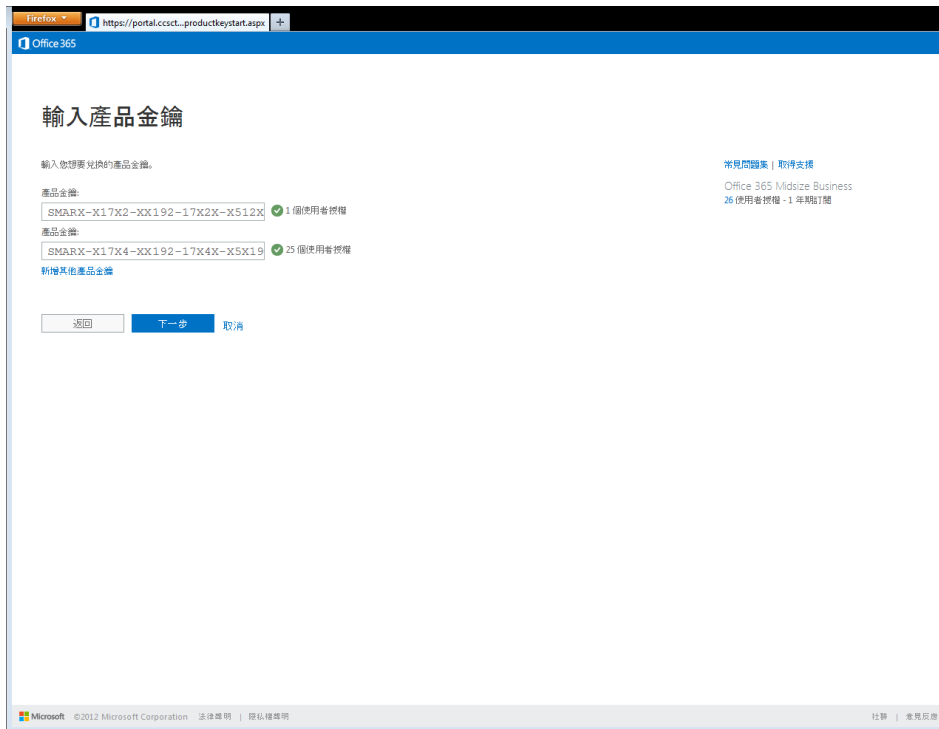 Firefox
https://portal.ccsct...productkeystart.aspx
Office 365
輸入產品金鑰
輸入您想要兌換的產品金鑰。
產品金鑰:
SMARX-X17X2-XX192-17X2X-X512X
1 個使用者授權
產品金鑰:
SMARX-X17X4-XX192-17X4X-X5X19
25 個使用者授權
新增其他產品金鑰
返回
下一步
取消
常見問題集 | 取得支援
Office 365 Midsize Business
26 使用者授權 - 1 年期訂閱
Microsoft ©2012 Microsoft Corporation 法律聲明 | 隱私權聲明
社群 | 意見反應